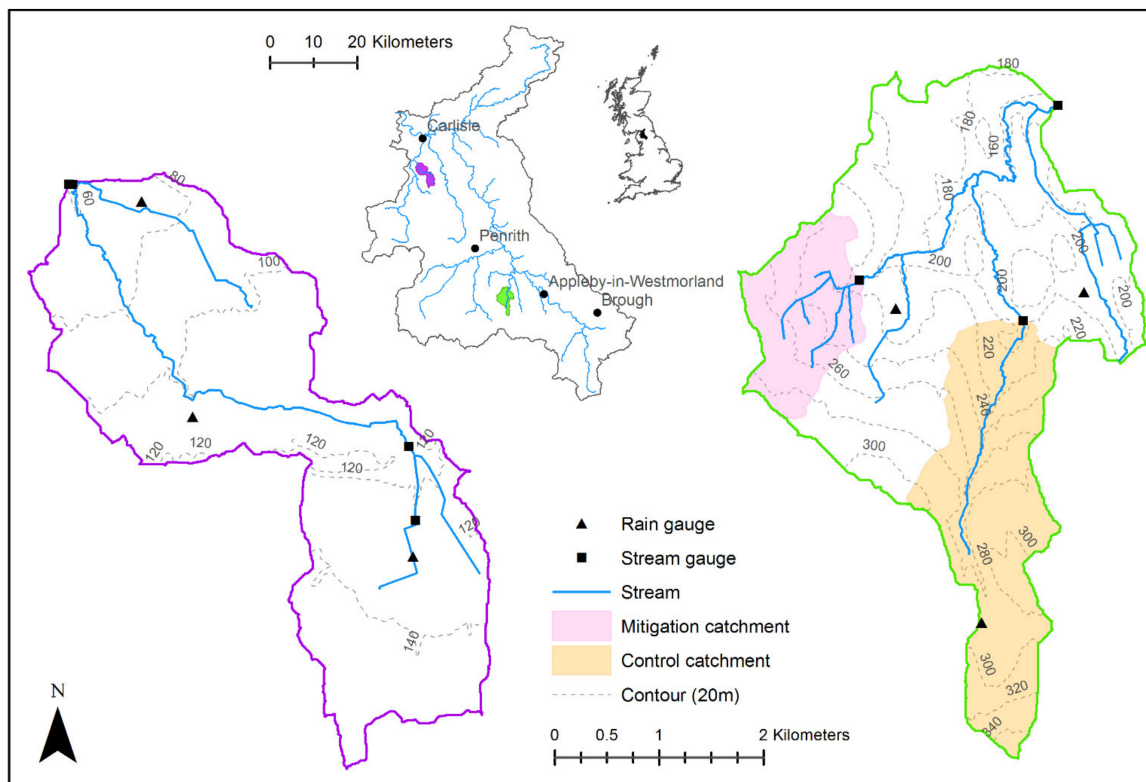 0 10 20 Kilometers
Carlisle
Penrith
Appleby-in-Westmorland
Brough
60
80
100
120
120
120
120
120
120
140
180
180
160
180
200
200
200
200
220
220
240
260
300
300
280
300
320
340
Rain gauge
Stream gauge
Stream
Mitigation catchment
Control catchment
Contour (20m)
N
0 0.5 1 2 Kilometers